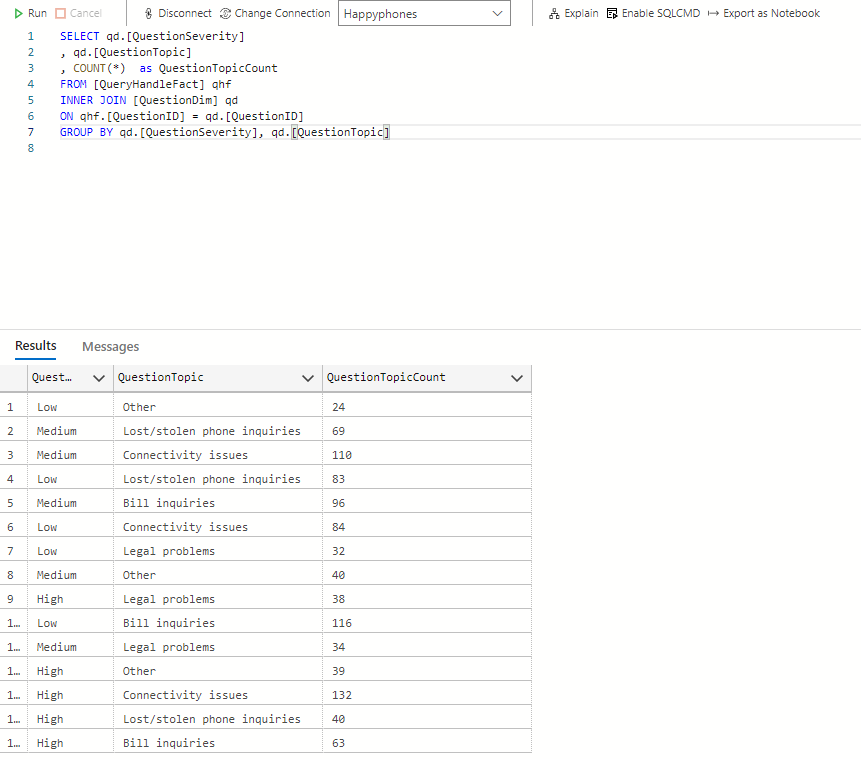 Run Cancel Disconnect Change Connection Happyphones Explain Enable SQLCMD Export as Notebook
1 SELECT qd.[QuestionSeverity]
2 , qd.[QuestionTopic]
3 , COUNT(*)  as QuestionTopicCount
4 FROM [QueryHandleFact] qhf
5 INNER JOIN [QuestionDim] qd
6 ON qhf.[QuestionID] = qd.[QuestionID]
7 GROUP BY qd.[QuestionSeverity], qd.[QuestionTopic]
8
Results Messages
Quest… QuestionTopic QuestionTopicCount
1 Low Other 24
2 Medium Lost/stolen phone inquiries 69
3 Medium Connectivity issues 110
4 Low Lost/stolen phone inquiries 83
5 Medium Bill inquiries 96
6 Low Connectivity issues 84
7 Low Legal problems 32
8 Medium Other 40
9 High Legal problems 38
1… Low Bill inquiries 116
1… Medium Legal problems 34
1… High Other 39
1… High Connectivity issues 132
1… High Lost/stolen phone inquiries 40
1… High Bill inquiries 63